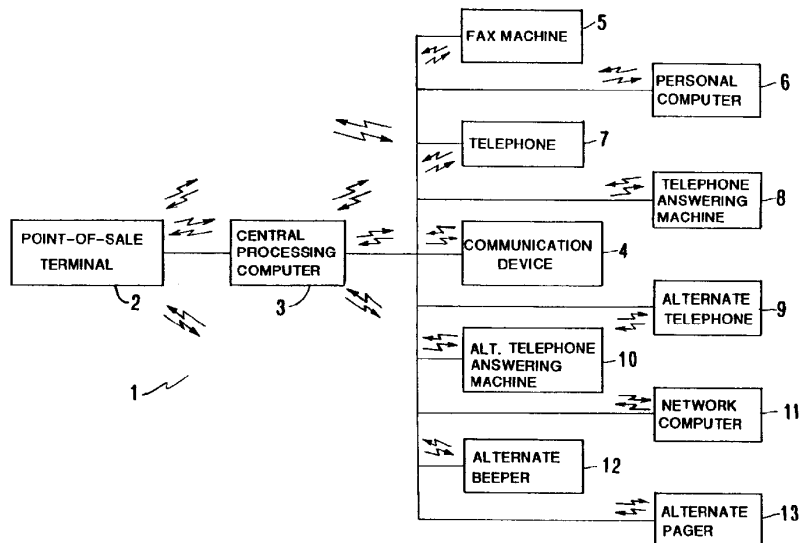 5
FAX MACHINE
6
PERSONAL
COMPUTER
7
TELEPHONE
TELEPHONE
ANSWERING
MACHINE
8
POINT-OF-SALE
TERMINAL
2
CENTRAL
PROCESSING
COMPUTER
3
COMMUNICATION
DEVICE
4
ALTERNATE
TELEPHONE
9
10
ALT. TELEPHONE
ANSWERING
MACHINE
1
NETWORK
COMPUTER
11
ALTERNATE
BEEPER
12
ALTERNATE
PAGER
13